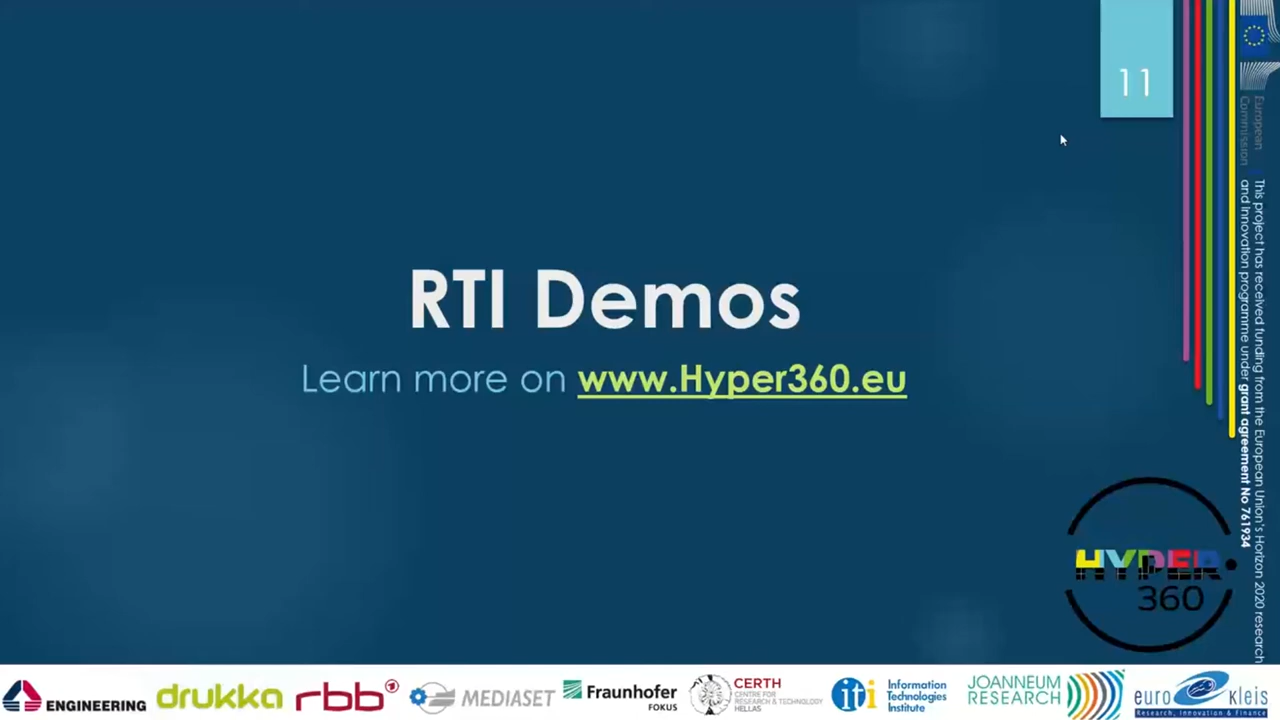 11
RTI Demos
Learn more on www.Hyper360.eu
European
Commission
This project has received funding from the European Union's Horizon 2020 research
and innovation programme under grant agreement No 761934
HYPER
360
ENGINEERING
drukka
rbb
MEDIASET
Fraunhofer
FOKUS
CERTH
CENTRE FOR
RESEARCH & TECHNOLOGY
HELLAS
iti
Information
Technologies
Institute
JOANNEUM
RESEARCH
euro kleis
Research, Innovation & Finance